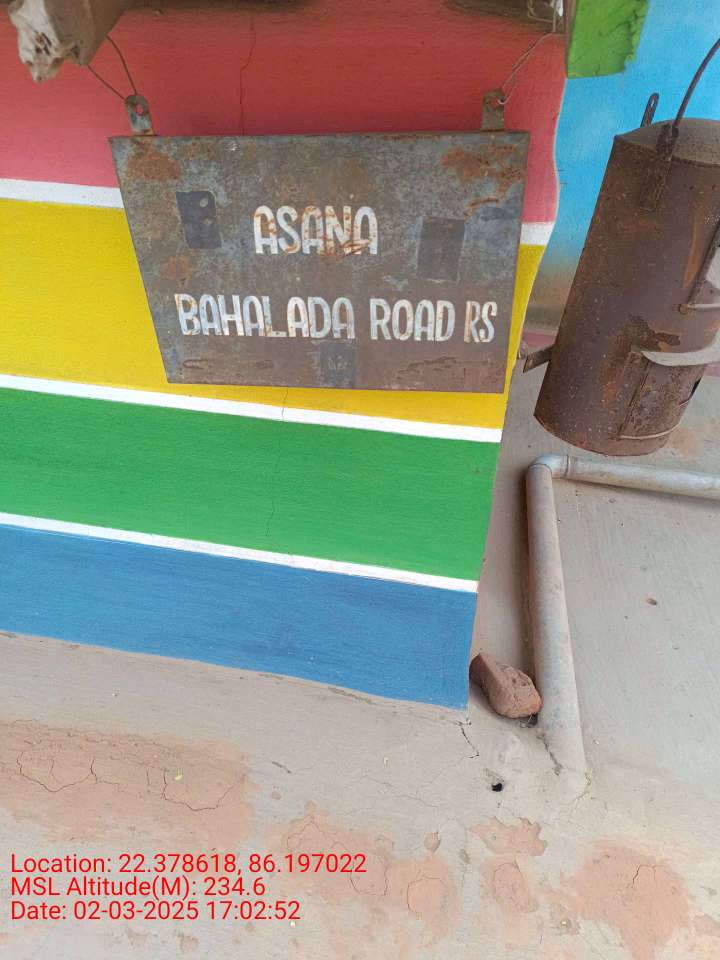 ASANA
BAHALADA ROAD RS
Location: 22.378618, 86.197022
MSL Altitude(M): 234.6
Date: 02-03-2025 17:02:52